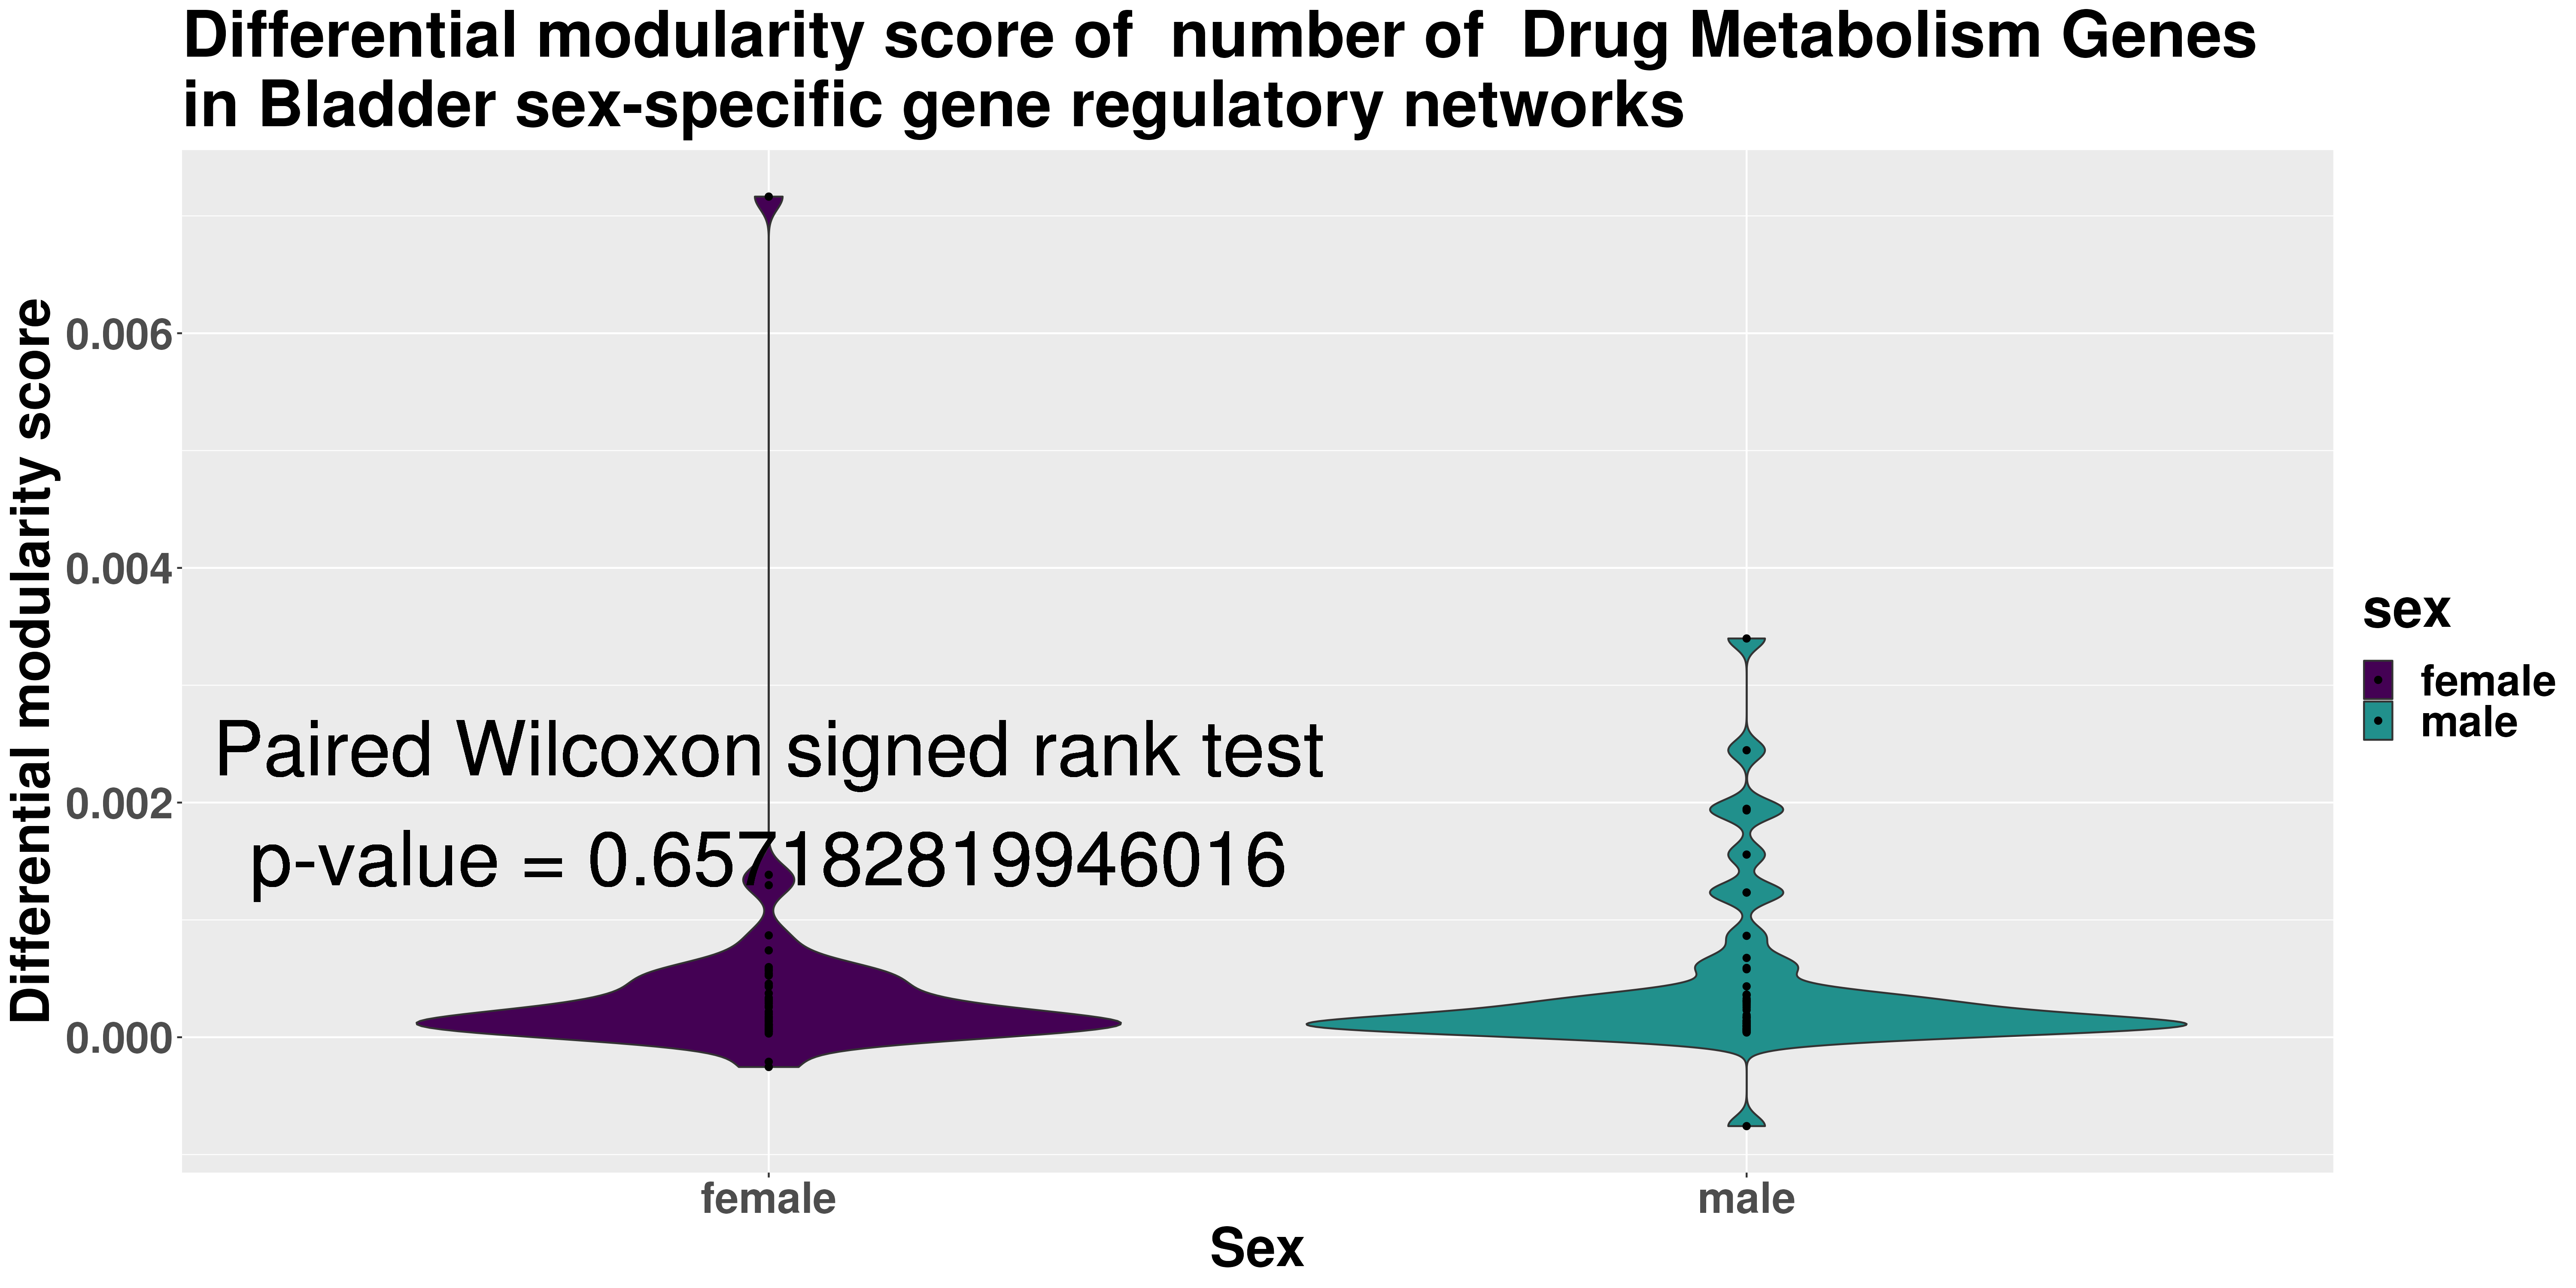 Differential modularity score of  number of  Drug Metabolism Genes
in Bladder sex-specific gene regulatory networks
Differential modularity score
0.006
0.004
0.002
0.000
Paired Wilcoxon signed rank test
p-value = 0.657182819946016
female
male
Sex
sex
female
male